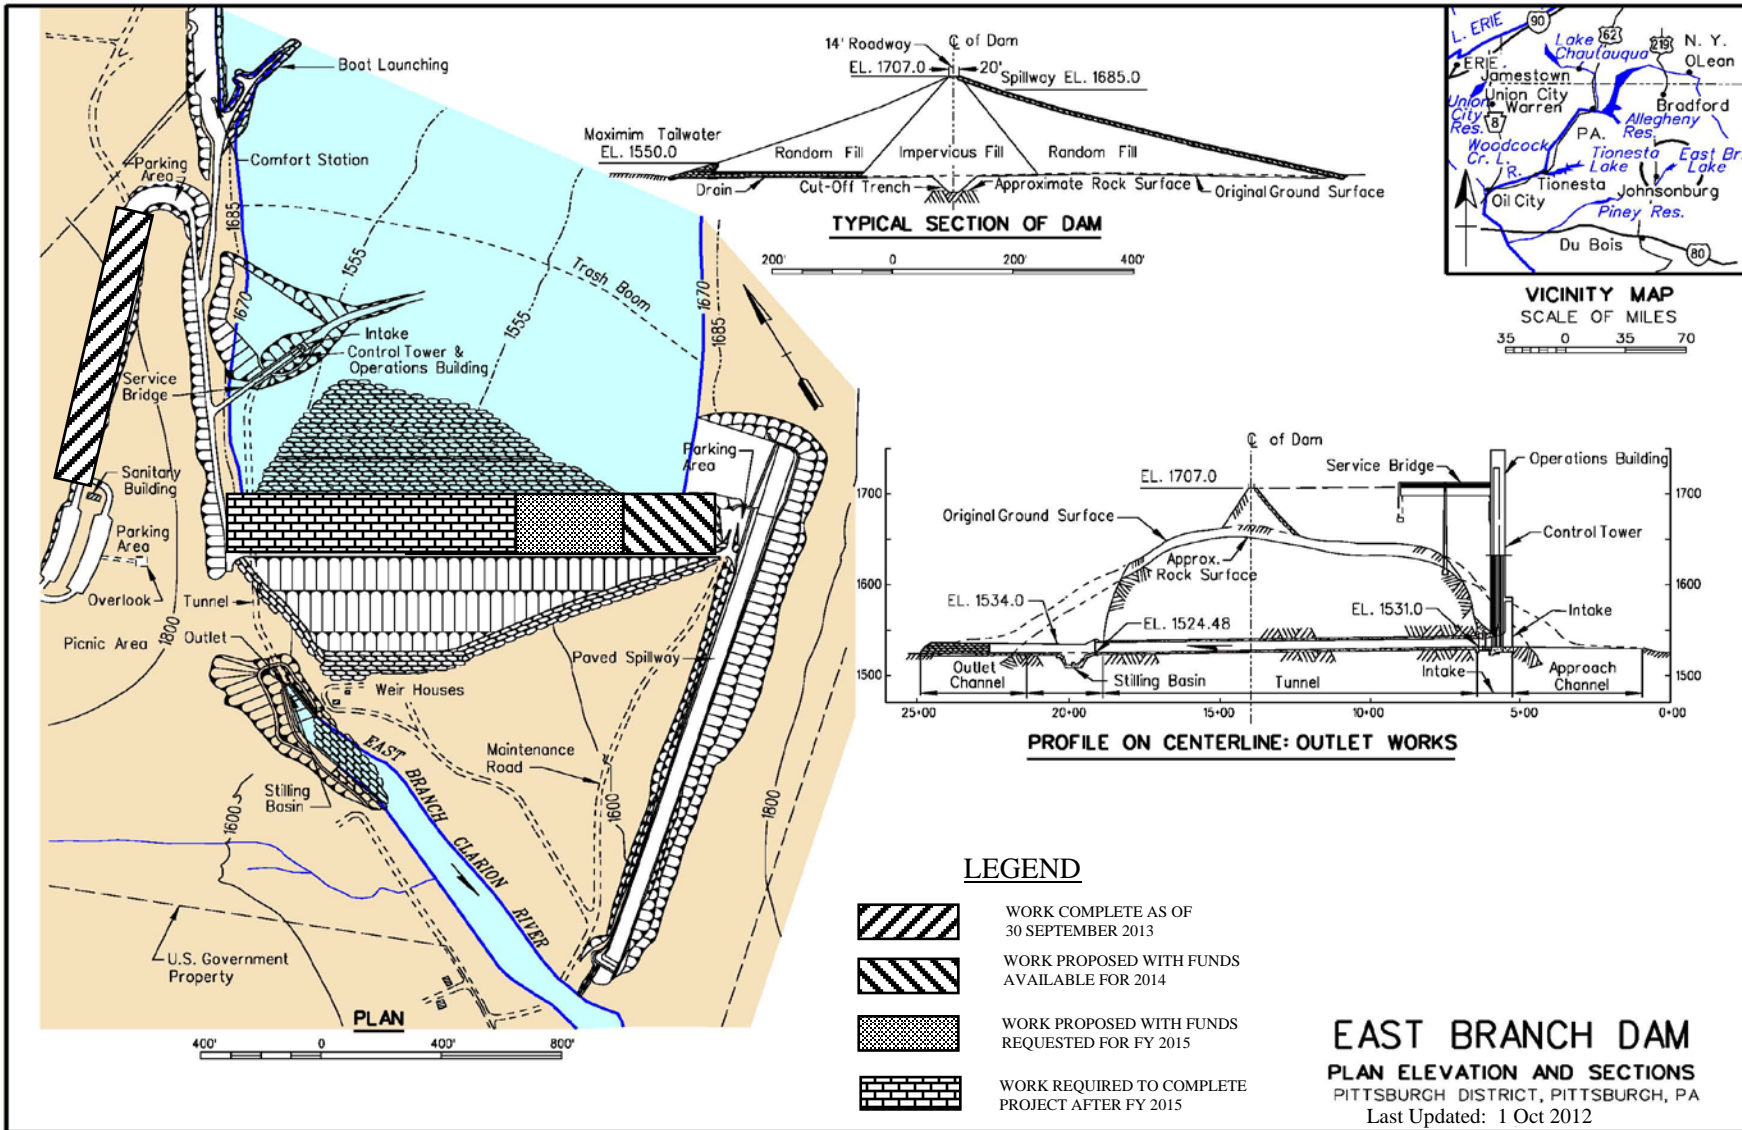 Boat Launching
Parking
Area
Comfort Station
1685
1670
1555
1555
Trash Boom
1670
1685
Intake
Control Tower &
Operations Building
Service
Bridge
Parking
Area
Sanitary
Building
Parking
Area
Overlook
Tunnel
Picnic Area
Outlet
1800
Weir Houses
Paved Spillway
EAST BRANCH CLARION RIVER
Maintenance
Road
Stilling
Basin
1600
1600
1800
U.S. Government
Property
PLAN
400' 0 400' 800'
14' Roadway
℄ of Dam
EL. 1707.0
20'
Spillway EL. 1685.0
Maximim Tailwater
EL. 1550.0
Random Fill
Impervious Fill
Random Fill
Drain
Cut-Off Trench
Approximate Rock Surface
Original Ground Surface
TYPICAL SECTION OF DAM
200' 0 200' 400'
L. ERIE
90
62
Lake
Chautauqua
219
N. Y.
OLean
ERIE
Jamestown
Union City
Warren
Bradford
Union
City
Res.
8
Allegheny
Res.
PA.
Woodcock
Cr. L.
R.
Tionesta
Lake
East Br.
Lake
Tionesta
Johnsonburg
Oil City
Piney Res.
Du Bois
80
VICINITY MAP
SCALE OF MILES
35 0 35 70
℄ of Dam
EL. 1707.0
Service Bridge
Operations Building
1700
1700
Original Ground Surface
Control Tower
Approx.
Rock Surface
1600
1600
EL. 1534.0
EL. 1524.48
EL. 1531.0
Intake
1500
1500
Outlet
Channel
Stilling Basin
Tunnel
Intake
Approach
Channel
25+00 20+00 15+00 10+00 5+00 0+00
PROFILE ON CENTERLINE: OUTLET WORKS
LEGEND
WORK COMPLETE AS OF
30 SEPTEMBER 2013
WORK PROPOSED WITH FUNDS
AVAILABLE FOR 2014
WORK PROPOSED WITH FUNDS
REQUESTED FOR FY 2015
WORK REQUIRED TO COMPLETE
PROJECT AFTER FY 2015
EAST BRANCH DAM
PLAN ELEVATION AND SECTIONS
PITTSBURGH DISTRICT, PITTSBURGH, PA
Last Updated: 1 Oct 2012